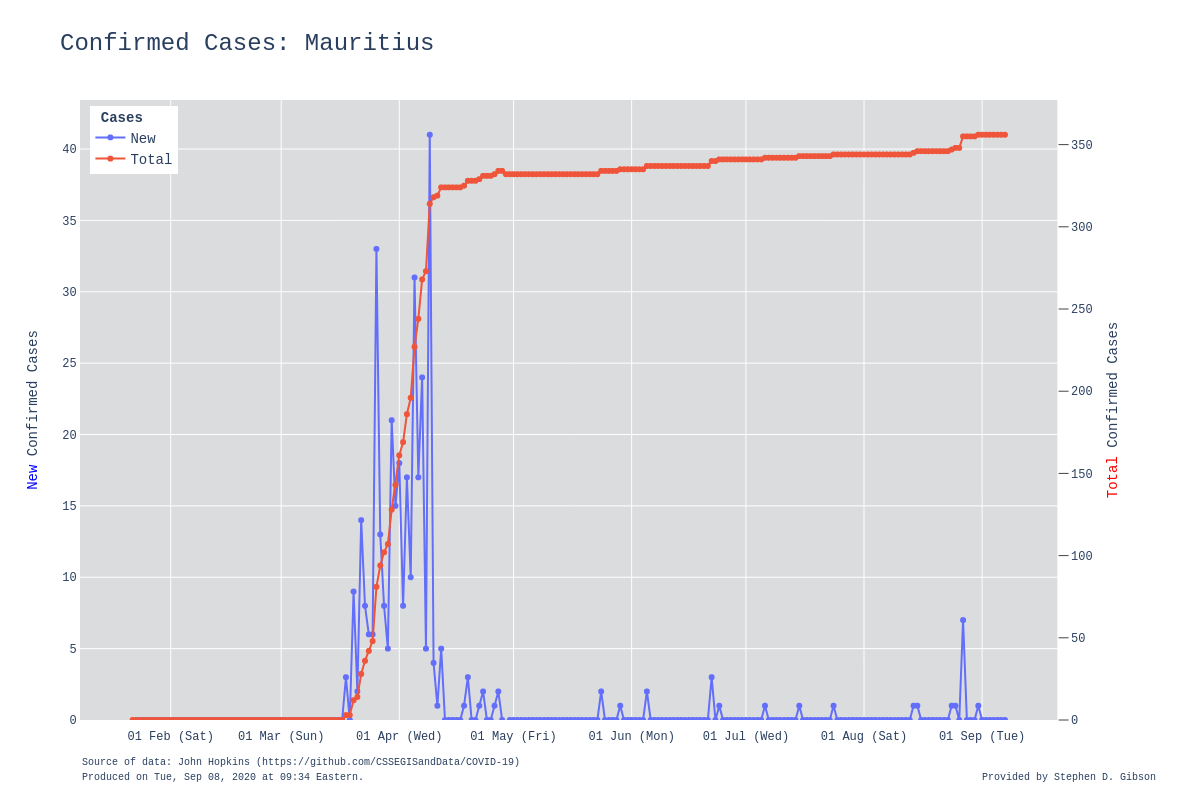 Confirmed Cases: Mauritius
Cases
New
Total
40
35
30
25
20
15
10
5
0
350
300
250
200
150
100
50
0
New Confirmed Cases
Total Confirmed Cases
01 Feb (Sat)
01 Mar (Sun)
01 Apr (Wed)
01 May (Fri)
01 Jun (Mon)
01 Jul (Wed)
01 Aug (Sat)
01 Sep (Tue)
Source of data: John Hopkins (https://github.com/CSSEGISandData/COVID-19)
Produced on Tue, Sep 08, 2020 at 09:34 Eastern.
Provided by Stephen D. Gibson